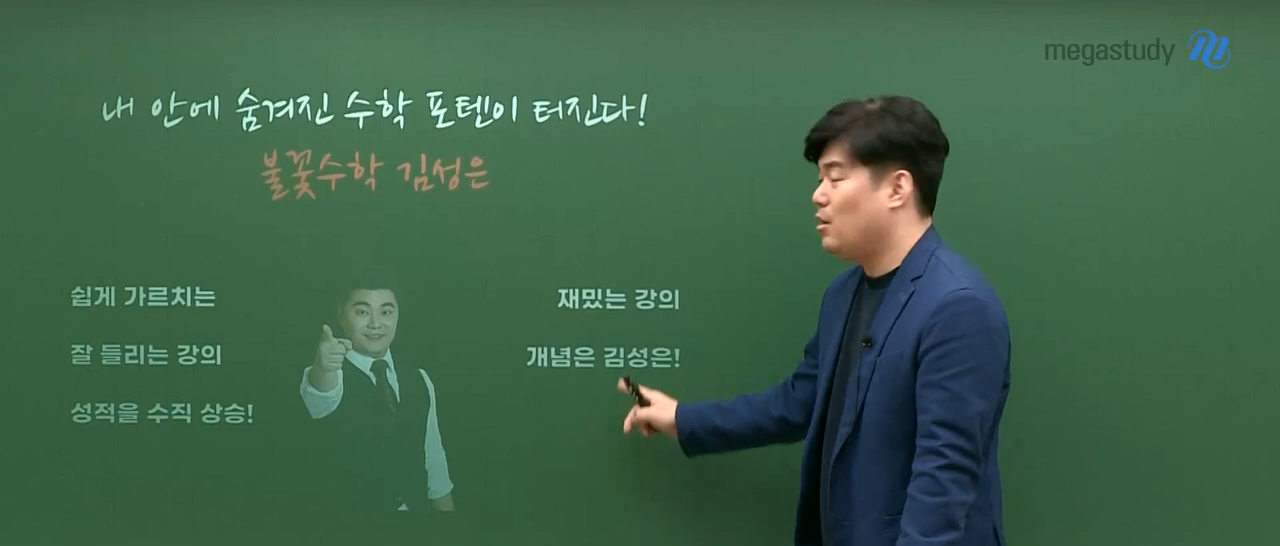 megastudy
내 안에 숨겨진 수학 포텐이 터진다!
불꽃수학 김성은
쉽게 가르치는
잘 들리는 강의
성적을 수직 상승!
재밌는 강의
개념은 김성은!